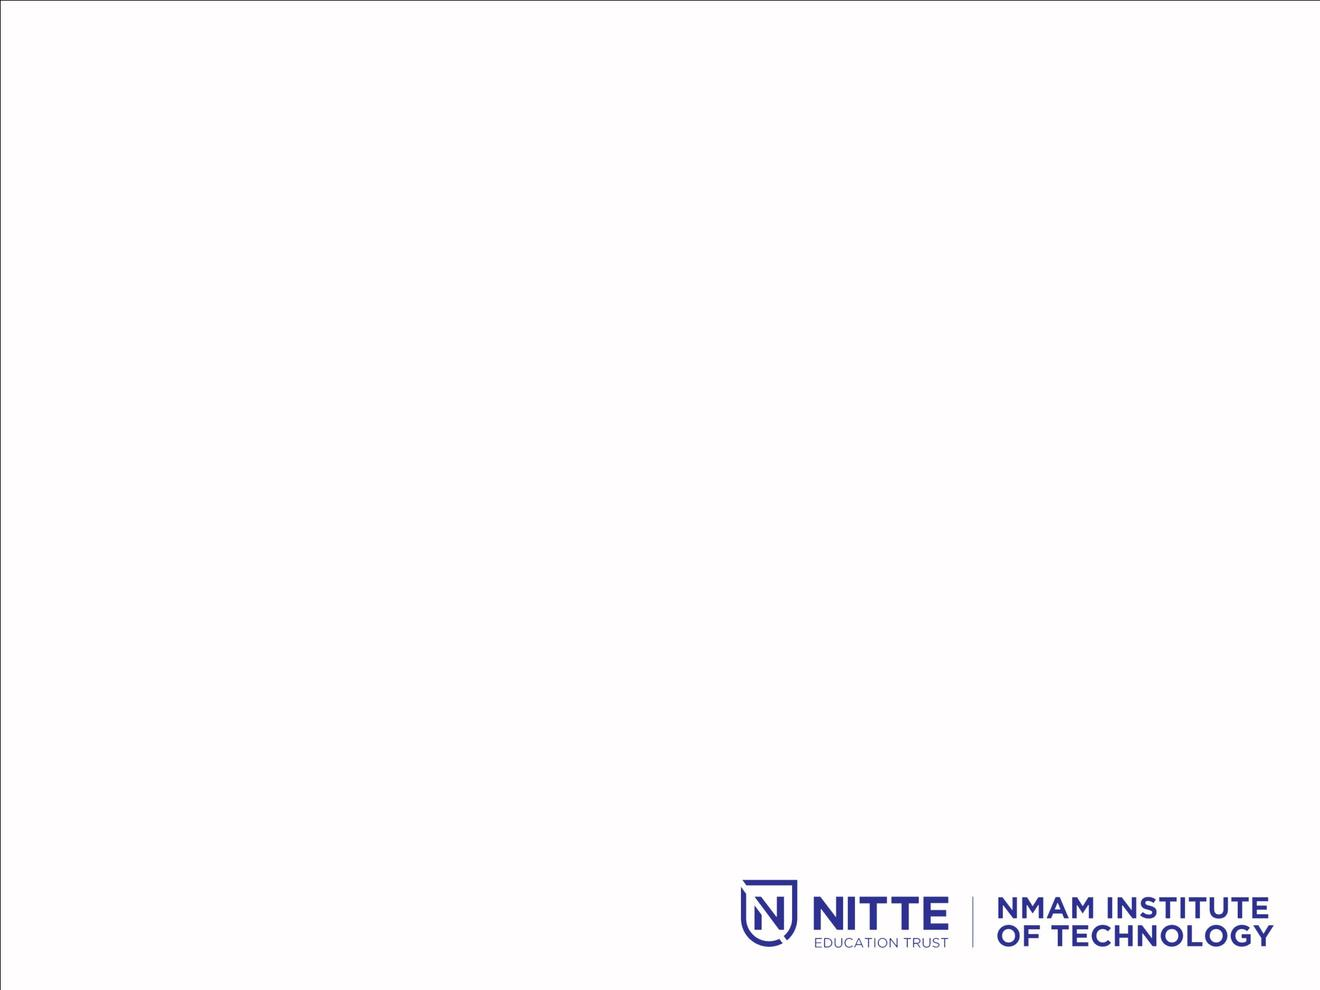 NITTE
EDUCATION TRUST
NMAM INSTITUTE
OF TECHNOLOGY